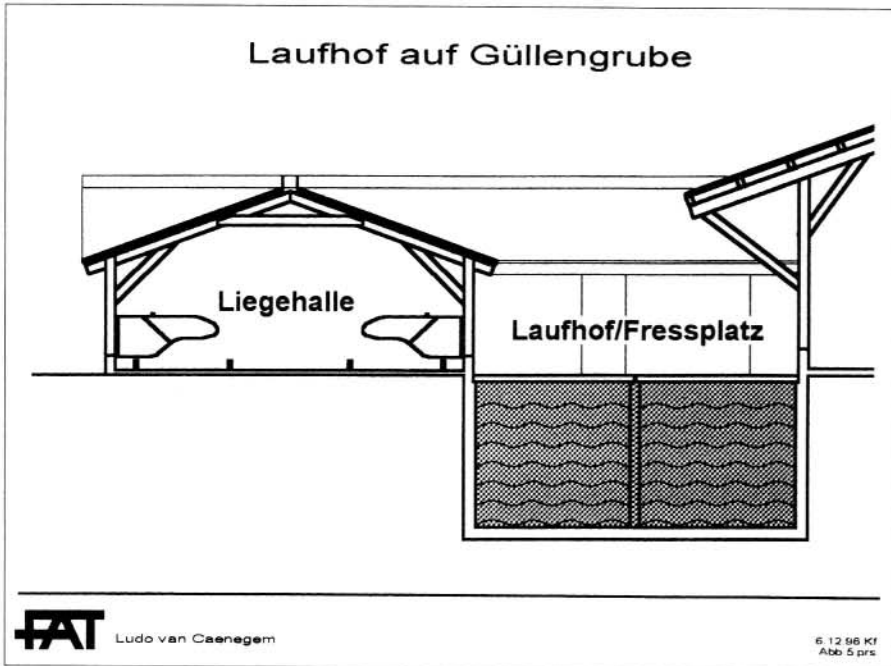 Laufhof auf Güllengrube
Liegehalle
Laufhof/Fressplatz
FAT
Ludo van Caenegem
6.12.96 Kf
Abb 5 prs